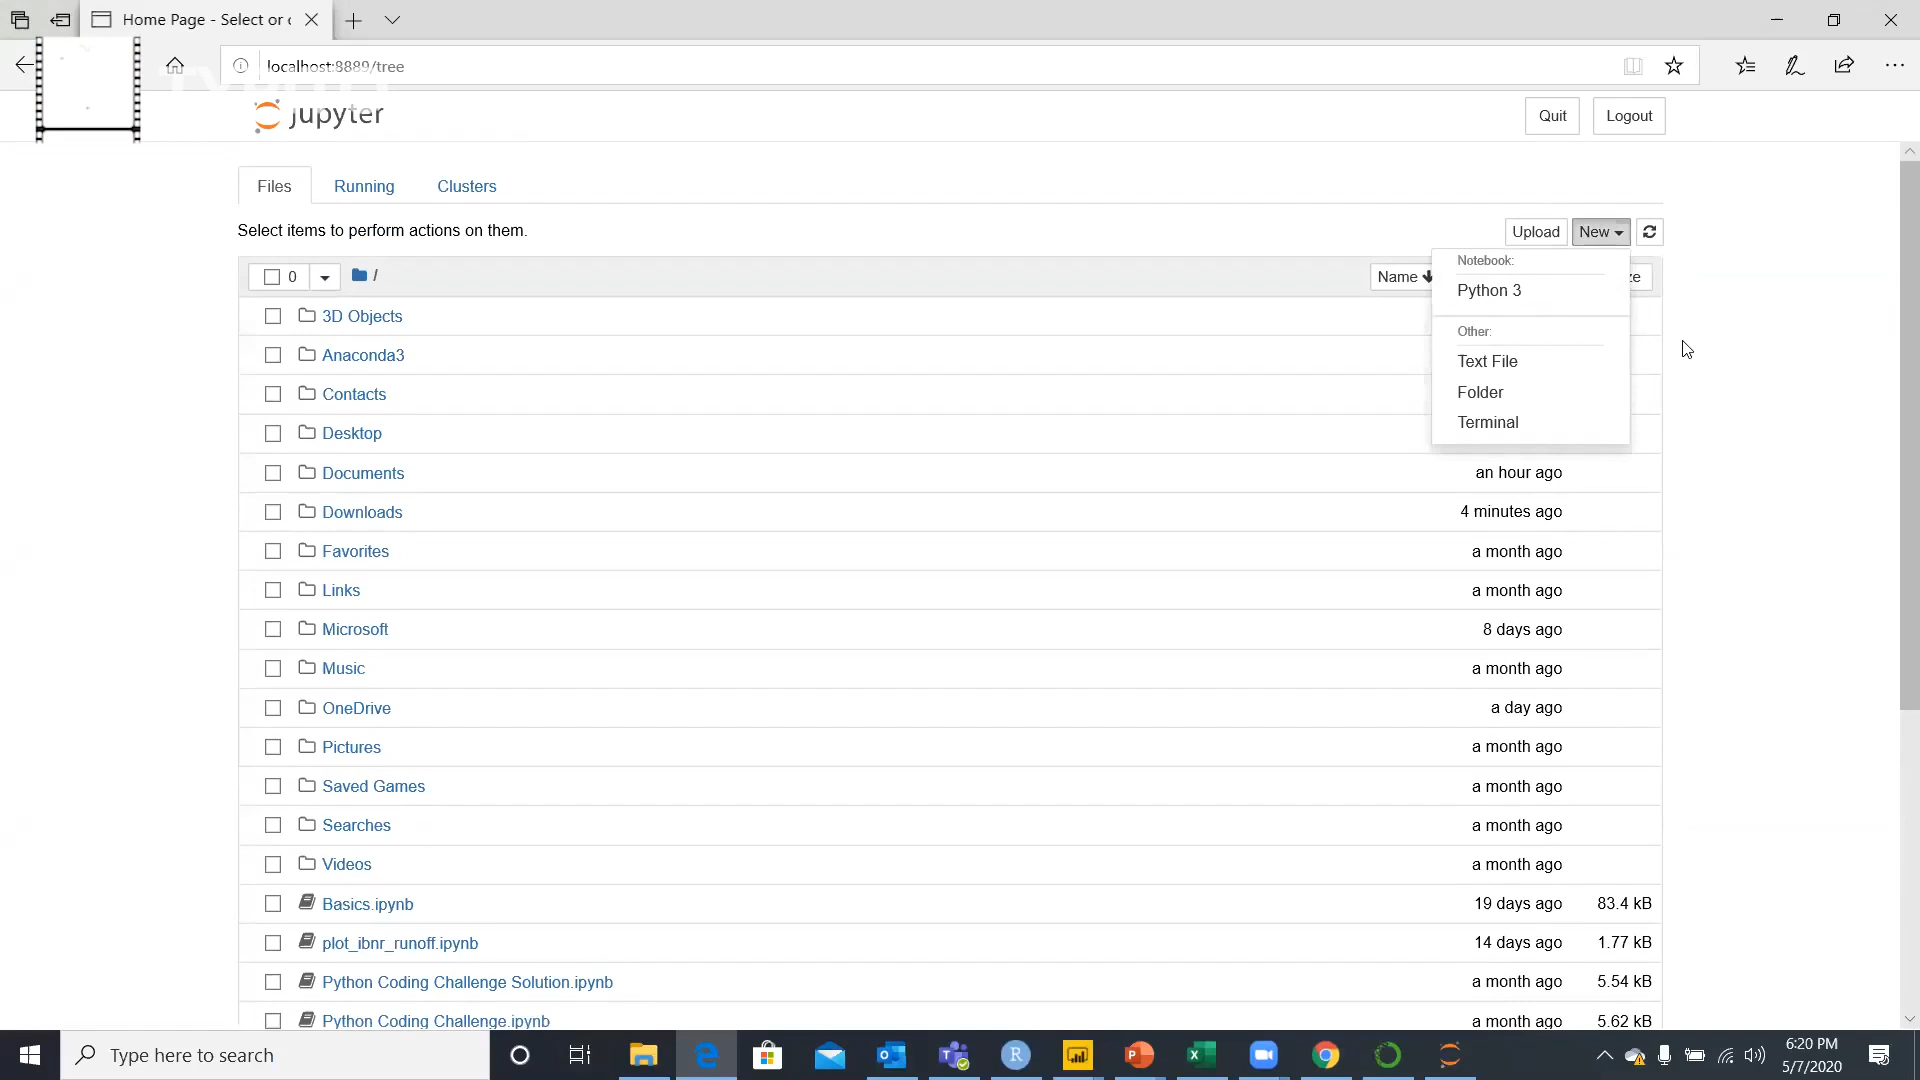 Home Page - Select or c
localhost:8889/tree
jupyter
Quit
Logout
Files
Running
Clusters
Select items to perform actions on them.
Upload
New
0
/
Name
ze
Notebook:
Python 3
Other:
Text File
Folder
Terminal
3D Objects
Anaconda3
Contacts
Desktop
Documents an hour ago
Downloads 4 minutes ago
Favorites a month ago
Links a month ago
Microsoft 8 days ago
Music a month ago
OneDrive a day ago
Pictures a month ago
Saved Games a month ago
Searches a month ago
Videos a month ago
Basics.ipynb 19 days ago 83.4 kB
plot_ibnr_runoff.ipynb 14 days ago 1.77 kB
Python Coding Challenge Solution.ipynb a month ago 5.54 kB
Python Coding Challenge.ipynb a month ago 5.62 kB
Type here to search
6:20 PM
5/7/2020